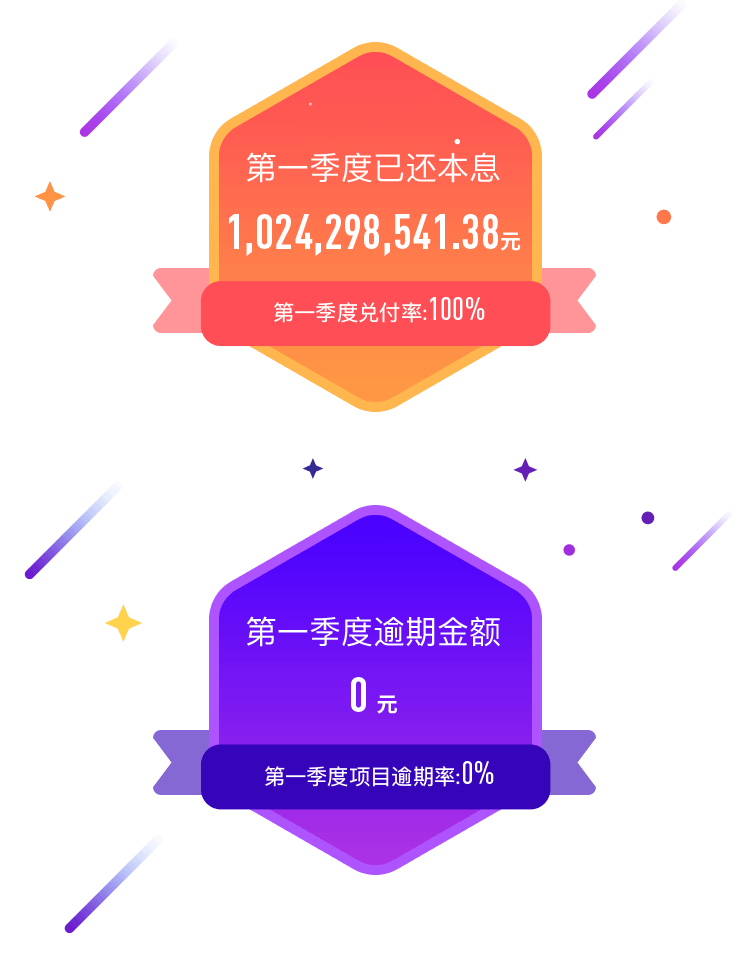 第一季度已还本息
1,024,298,541.38元
第一季度兑付率:100%
第一季度逾期金额
0 元
第一季度项目逾期率:0%